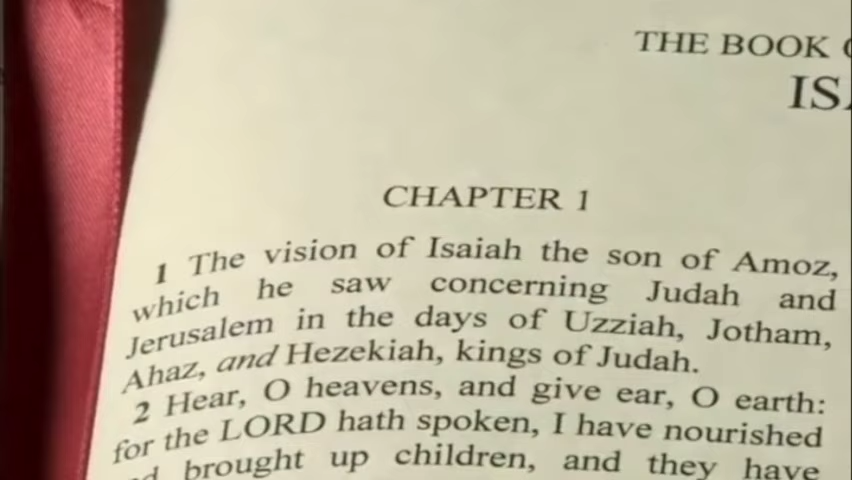 THE BOOK
CHAPTER 1
1 The vision of Isaiah the son of Amoz,
which he saw concerning Judah and
Jerusalem in the days of Uzziah, Jotham,
Ahaz, and Hezekiah, kings of Judah.
2 Hear, O heavens, and give ear, O earth:
for the LORD hath spoken, I have nourished
brought up children, and they have